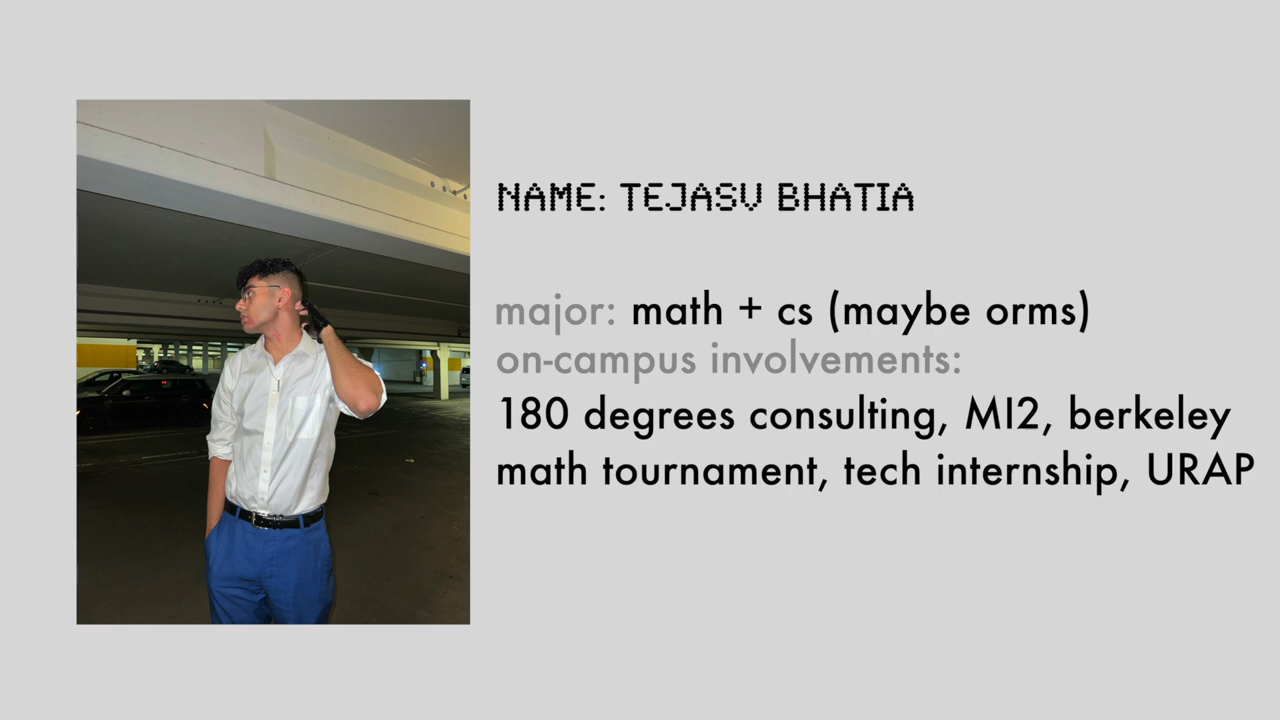 NAME: TEJASV BHATIA
major: math + cs (maybe orms)
on-campus involvements:
180 degrees consulting, MI2, berkeley
math tournament, tech internship, URAP